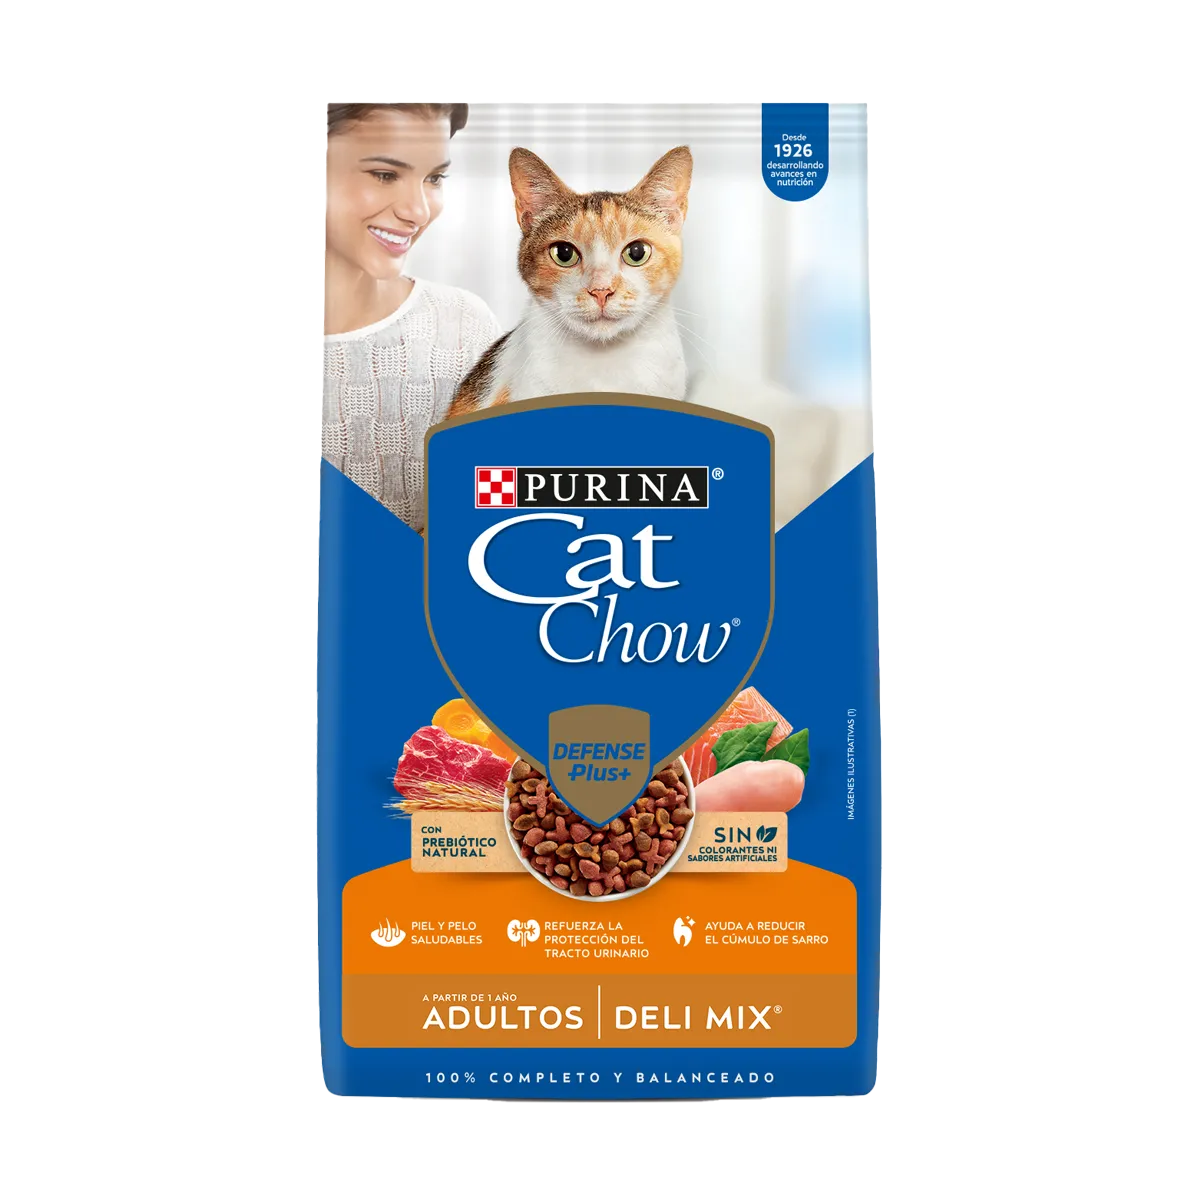 Desde
1926
desarrollando
avances en
nutrición
PURINA®
Cat
Chow®
DEFENSE
Plus+
CON
PREBIÓTICO
NATURAL
SIN
COLORANTES NI
SABORES ARTIFICIALES
IMÁGENES ILUSTRATIVAS (1)
PIEL Y PELO
SALUDABLES
REFUERZA LA
PROTECCIÓN DEL
TRACTO URINARIO
AYUDA A REDUCIR
EL CÚMULO DE SARRO
A PARTIR DE 1 AÑO
ADULTOS | DELI MIX®
100% COMPLETO Y BALANCEADO